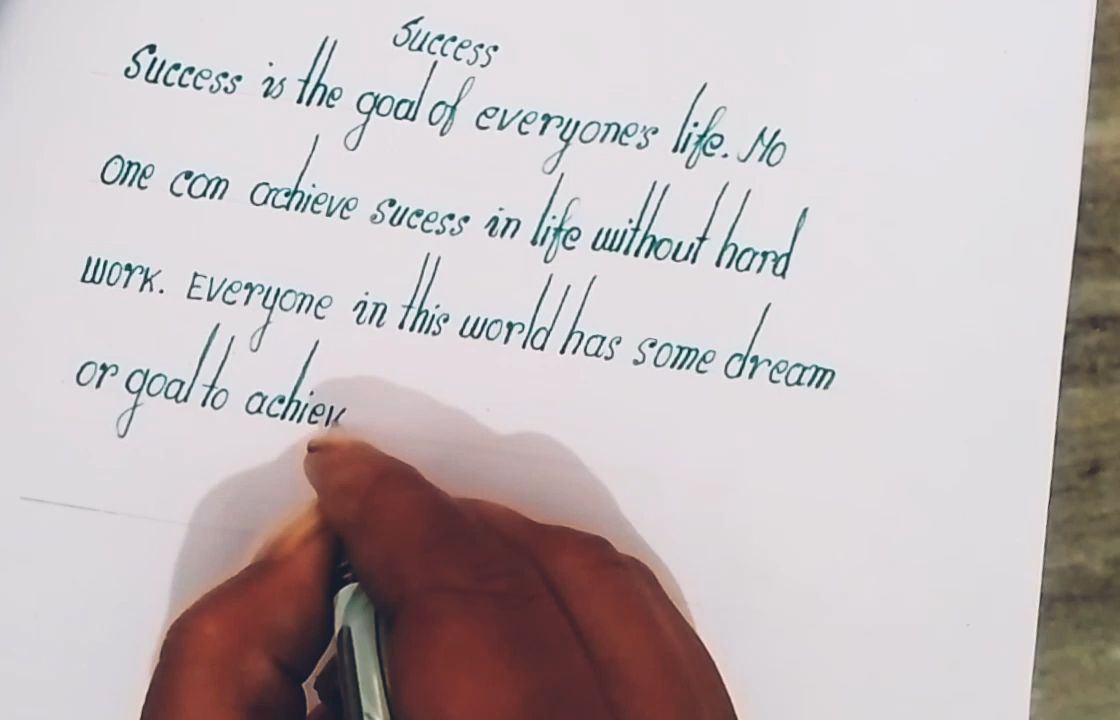 Success
Success is the goal of everyone's life. No
one can achieve sucess in life without hard
work. Everyone in this world has some dream
or goal to achiev